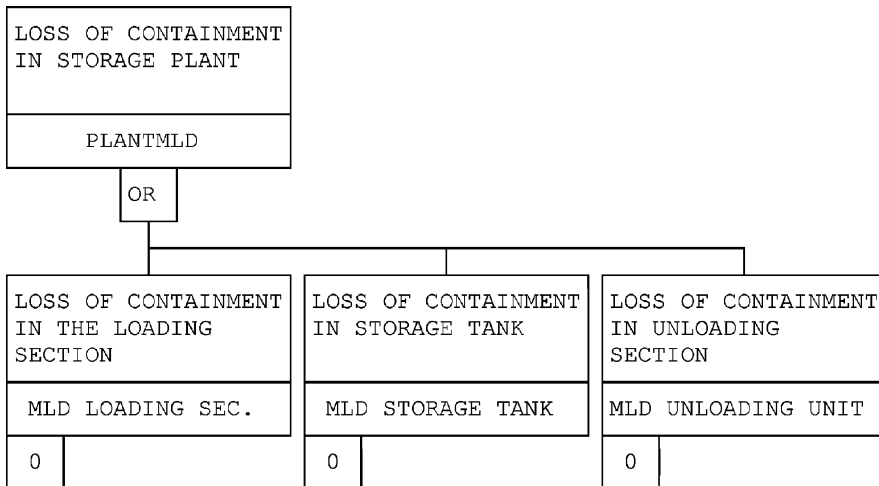 LOSS OF CONTAINMENT
IN STORAGE PLANT
PLANTMLD
OR
LOSS OF CONTAINMENT
IN THE LOADING
SECTION
MLD LOADING SEC.
0
LOSS OF CONTAINMENT
IN STORAGE TANK
MLD STORAGE TANK
0
LOSS OF CONTAINMENT
IN UNLOADING
SECTION
MLD UNLOADING UNIT
0